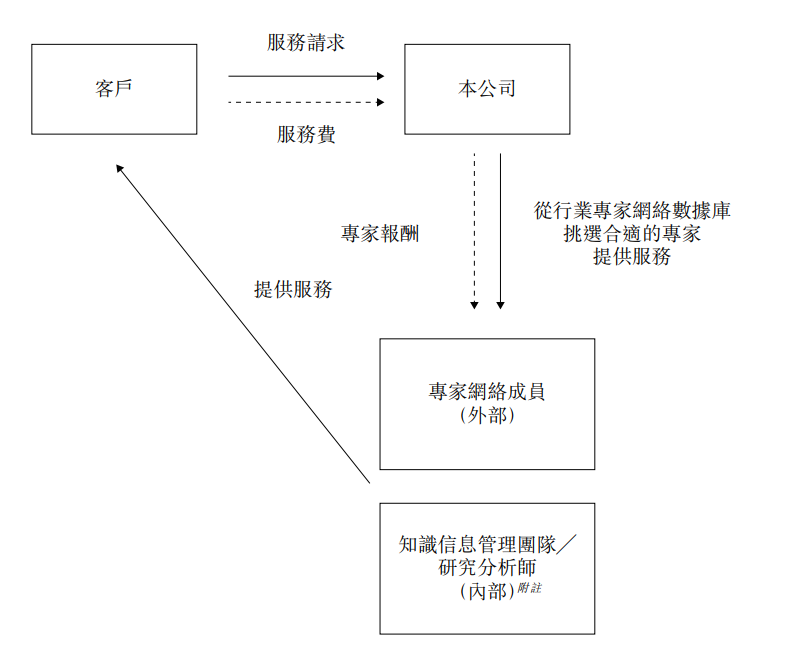 服務請求
客戶
本公司
服務費
從行業專家網絡數據庫
挑選合適的專家
提供服務
專家報酬
提供服務
專家網絡成員
(外部)
知識信息管理團隊／
研究分析師
(內部)附註